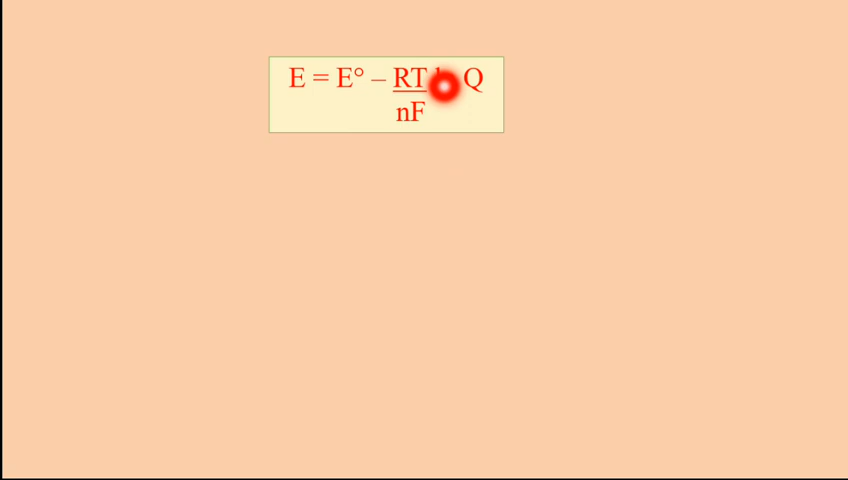 E = E° – RT Q
nF